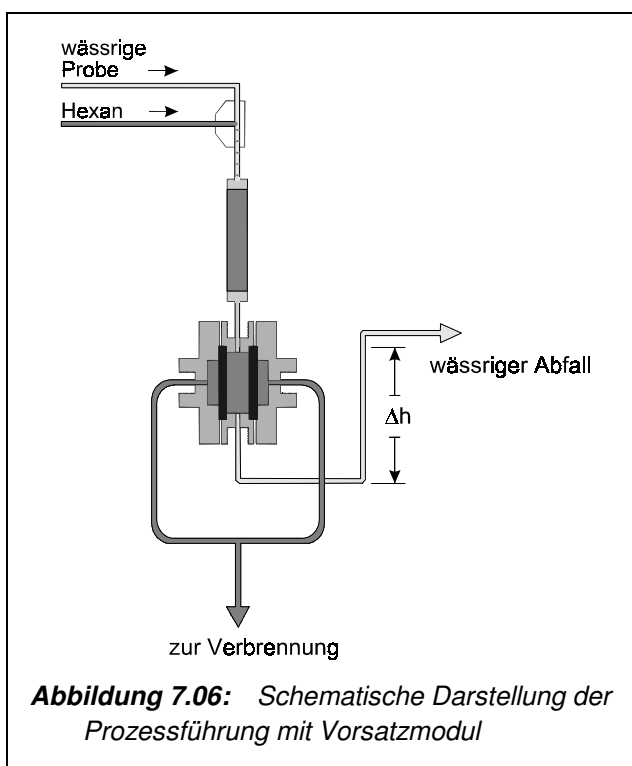 wässrige
Probe →
Hexan →
wässriger Abfall
Δh
zur Verbrennung
Abbildung 7.06: Schematische Darstellung der
Prozessführung mit Vorsatzmodul